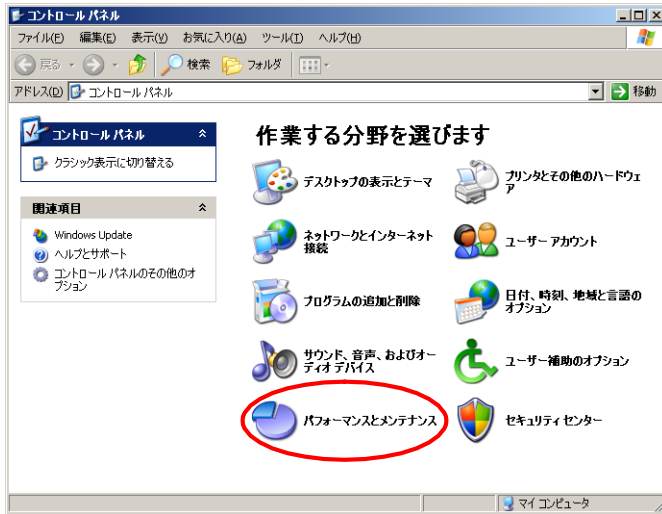 コントロール パネル
ファイル(F) 編集(E) 表示(V) お気に入り(A) ツール(T) ヘルプ(H)
戻る 検索 フォルダ
アドレス(D) コントロール パネル 移動
コントロール パネル
クラシック表示に切り替える
関連項目
Windows Update
ヘルプとサポート
コントロール パネルのその他のオ
プション
作業する分野を選びます
デスクトップの表示とテーマ
プリンタとその他のハードウェ
ア
ネットワークとインターネット
接続
ユーザー アカウント
プログラムの追加と削除
日付、時刻、地域と言語の
オプション
サウンド、音声、およびオー
ディオ デバイス
ユーザー補助のオプション
パフォーマンスとメンテナンス
セキュリティ センター
マイ コンピュータ